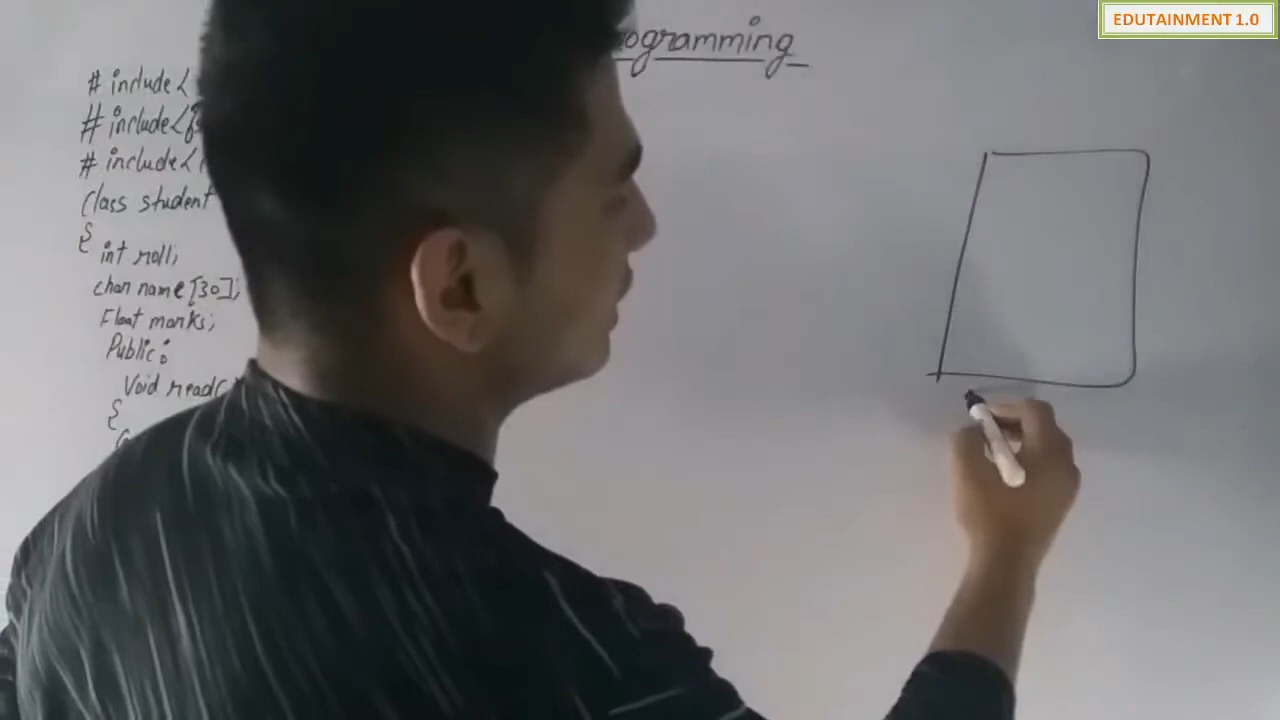 EDUTAINMENT 1.0
ogramming
# include<
# include<
# include<
Class student
{
int roll;
char name [30];
Float marks;
Public:
Void read(
{